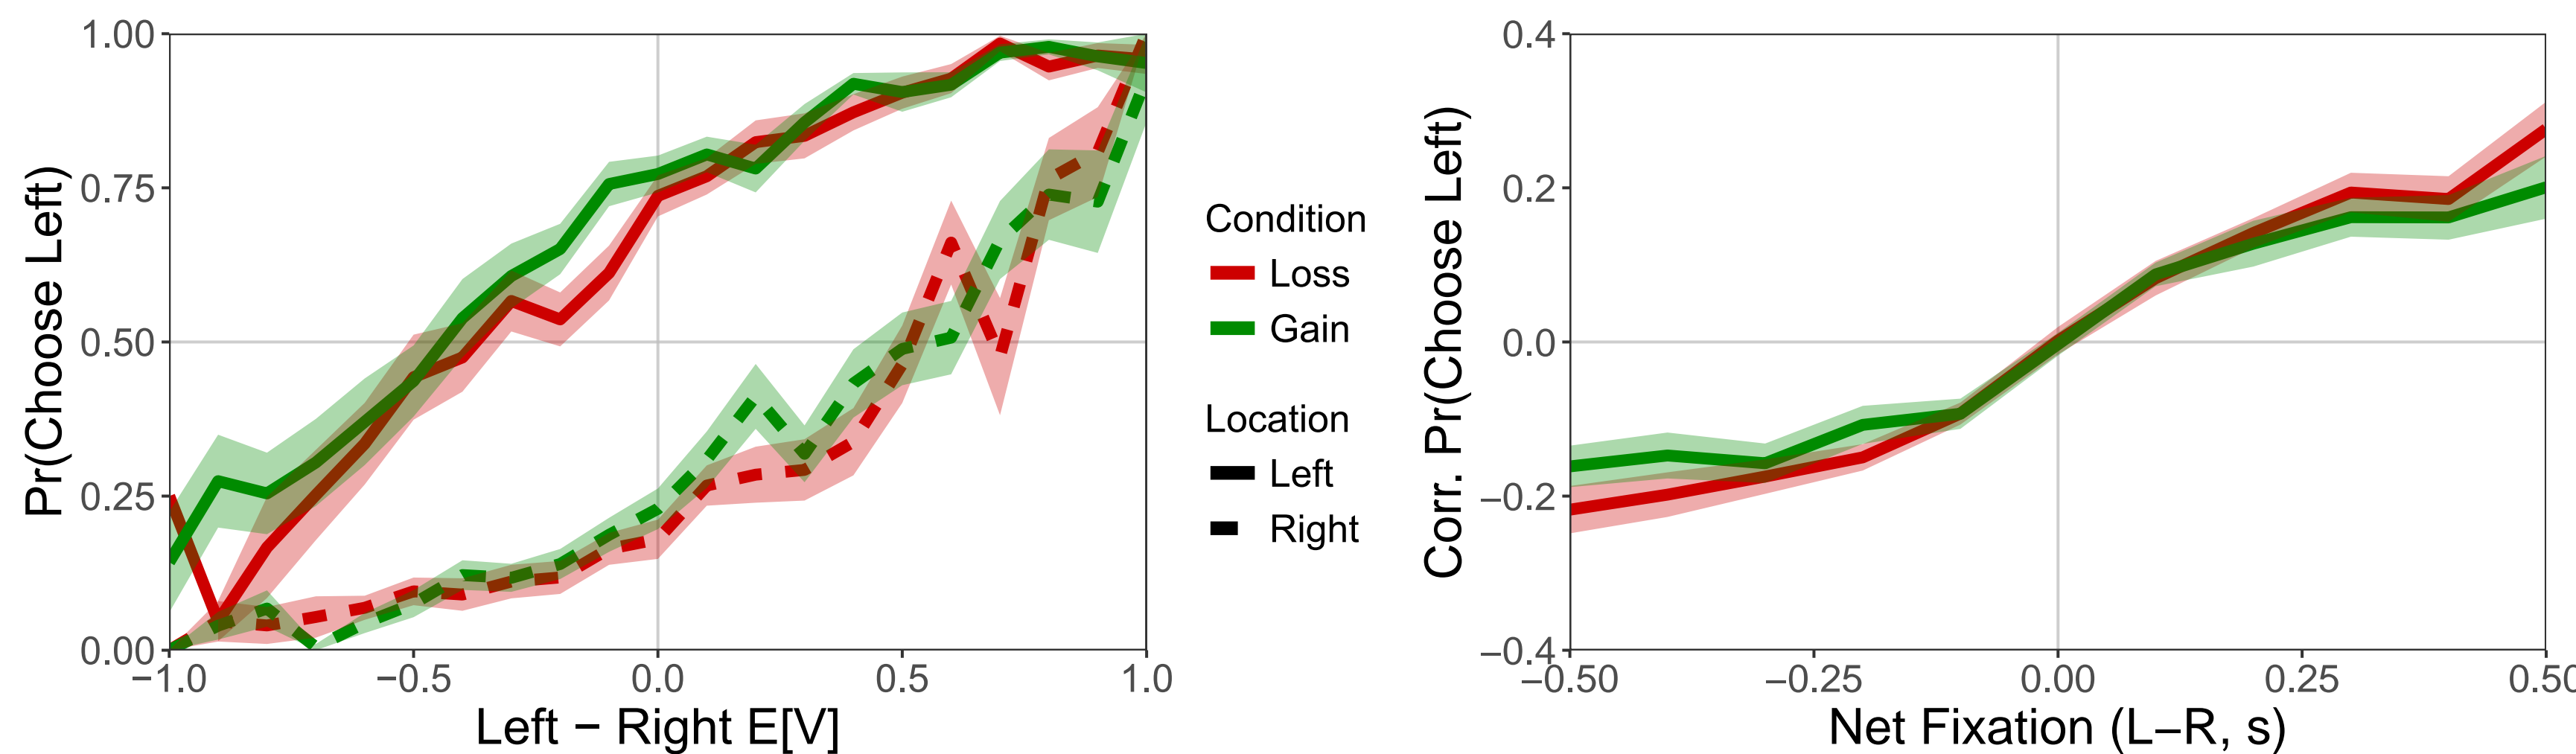 Pr(Choose Left)
1.00
0.75
0.50
0.25
0.00
−1.0
−0.5
0.0
0.5
1.0
Left − Right E[V]
Condition
Loss
Gain
Location
Left
Right
Corr. Pr(Choose Left)
0.4
0.2
0.0
−0.2
−0.4
−0.50
−0.25
0.00
0.25
0.50
Net Fixation (L−R, s)